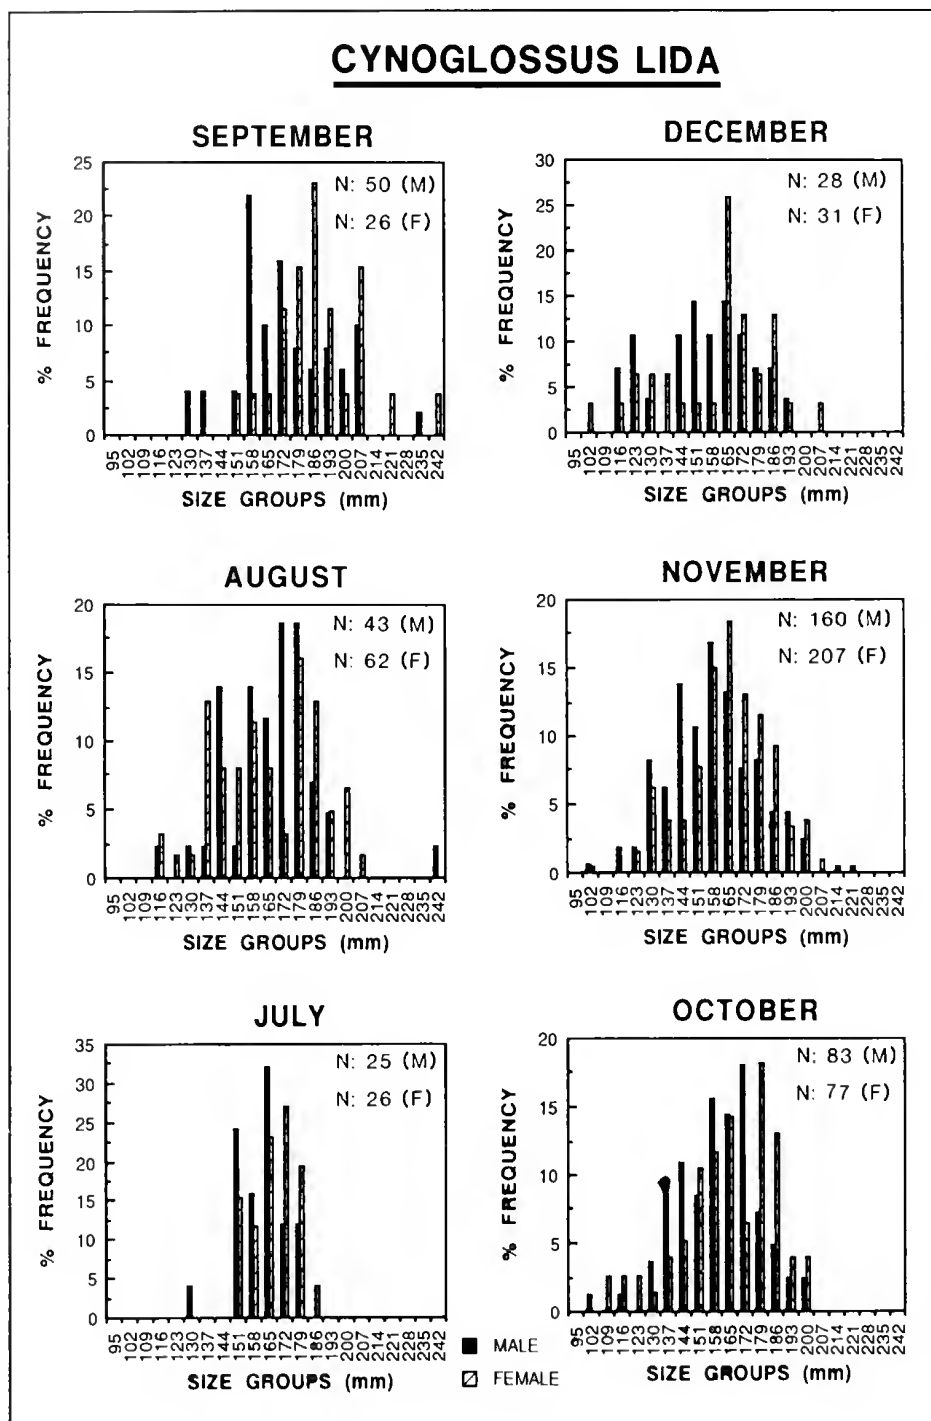 CYNOGLOSSUS LIDA
SEPTEMBER
% FREQUENCY
25
20
15
10
5
0
N: 50 (M)
N: 26 (F)
95 102 109 116 123 130 137 144 151 158 165 172 179 186 193 200 207 214 221 228 235 242
SIZE GROUPS (mm)
DECEMBER
% FREQUENCY
30
25
20
15
10
5
0
N: 28 (M)
N: 31 (F)
95 102 109 116 123 130 137 144 151 158 165 172 179 186 193 200 207 214 221 228 235 242
SIZE GROUPS (mm)
AUGUST
% FREQUENCY
20
15
10
5
0
N: 43 (M)
N: 62 (F)
95 102 109 116 123 130 137 144 151 158 165 172 179 186 193 200 207 214 221 228 235 242
SIZE GROUPS (mm)
NOVEMBER
% FREQUENCY
20
15
10
5
0
N: 160 (M)
N: 207 (F)
95 102 109 116 123 130 137 144 151 158 165 172 179 186 193 200 207 214 221 228 235 242
SIZE GROUPS (mm)
JULY
% FREQUENCY
35
30
25
20
15
10
5
0
N: 25 (M)
N: 26 (F)
95 102 109 116 123 130 137 144 151 158 165 172 179 186 193 200 207 214 221 228 235 242
SIZE GROUPS (mm)
OCTOBER
% FREQUENCY
20
15
10
5
0
N: 83 (M)
N: 77 (F)
95 102 109 116 123 130 137 144 151 158 165 172 179 186 193 200 207 214 221 228 235 242
SIZE GROUPS (mm)
MALE
FEMALE